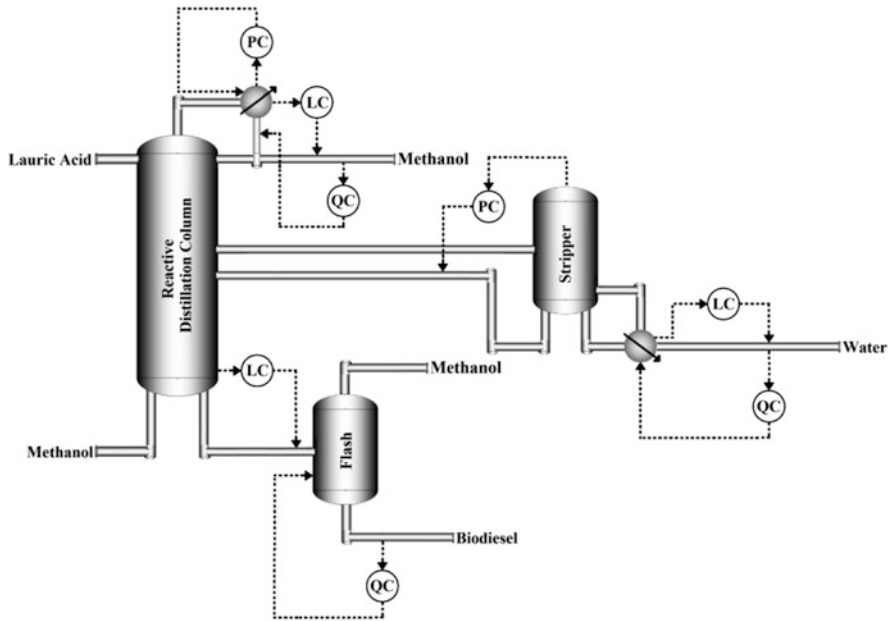 PC
LC
Lauric Acid
Methanol
QC
PC
Reactive
Distillation Column
Stripper
LC
Water
LC
Methanol
QC
Methanol
Flash
Biodiesel
QC